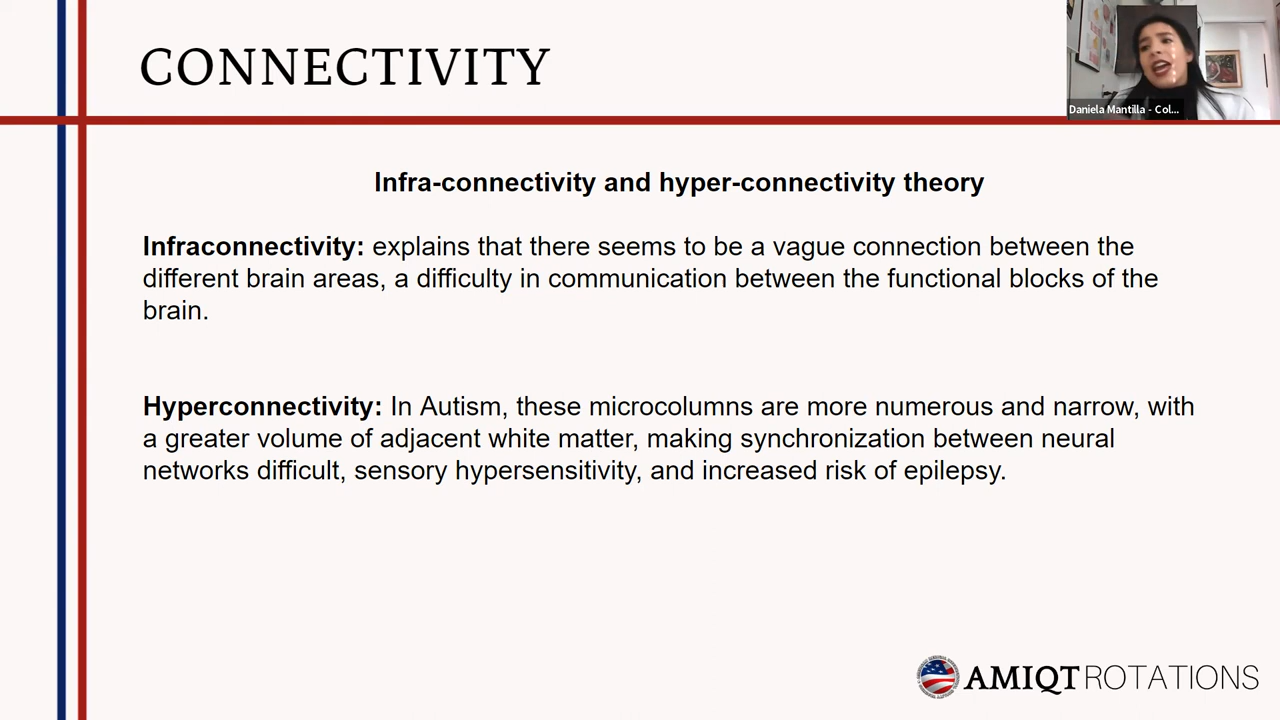 CONNECTIVITY
Daniela Mantilla - Col...
Infra-connectivity and hyper-connectivity theory
Infraconnectivity: explains that there seems to be a vague connection between the
different brain areas, a difficulty in communication between the functional blocks of the
brain.
Hyperconnectivity: In Autism, these microcolumns are more numerous and narrow, with
a greater volume of adjacent white matter, making synchronization between neural
networks difficult, sensory hypersensitivity, and increased risk of epilepsy.
AMIQT ROTATIONS